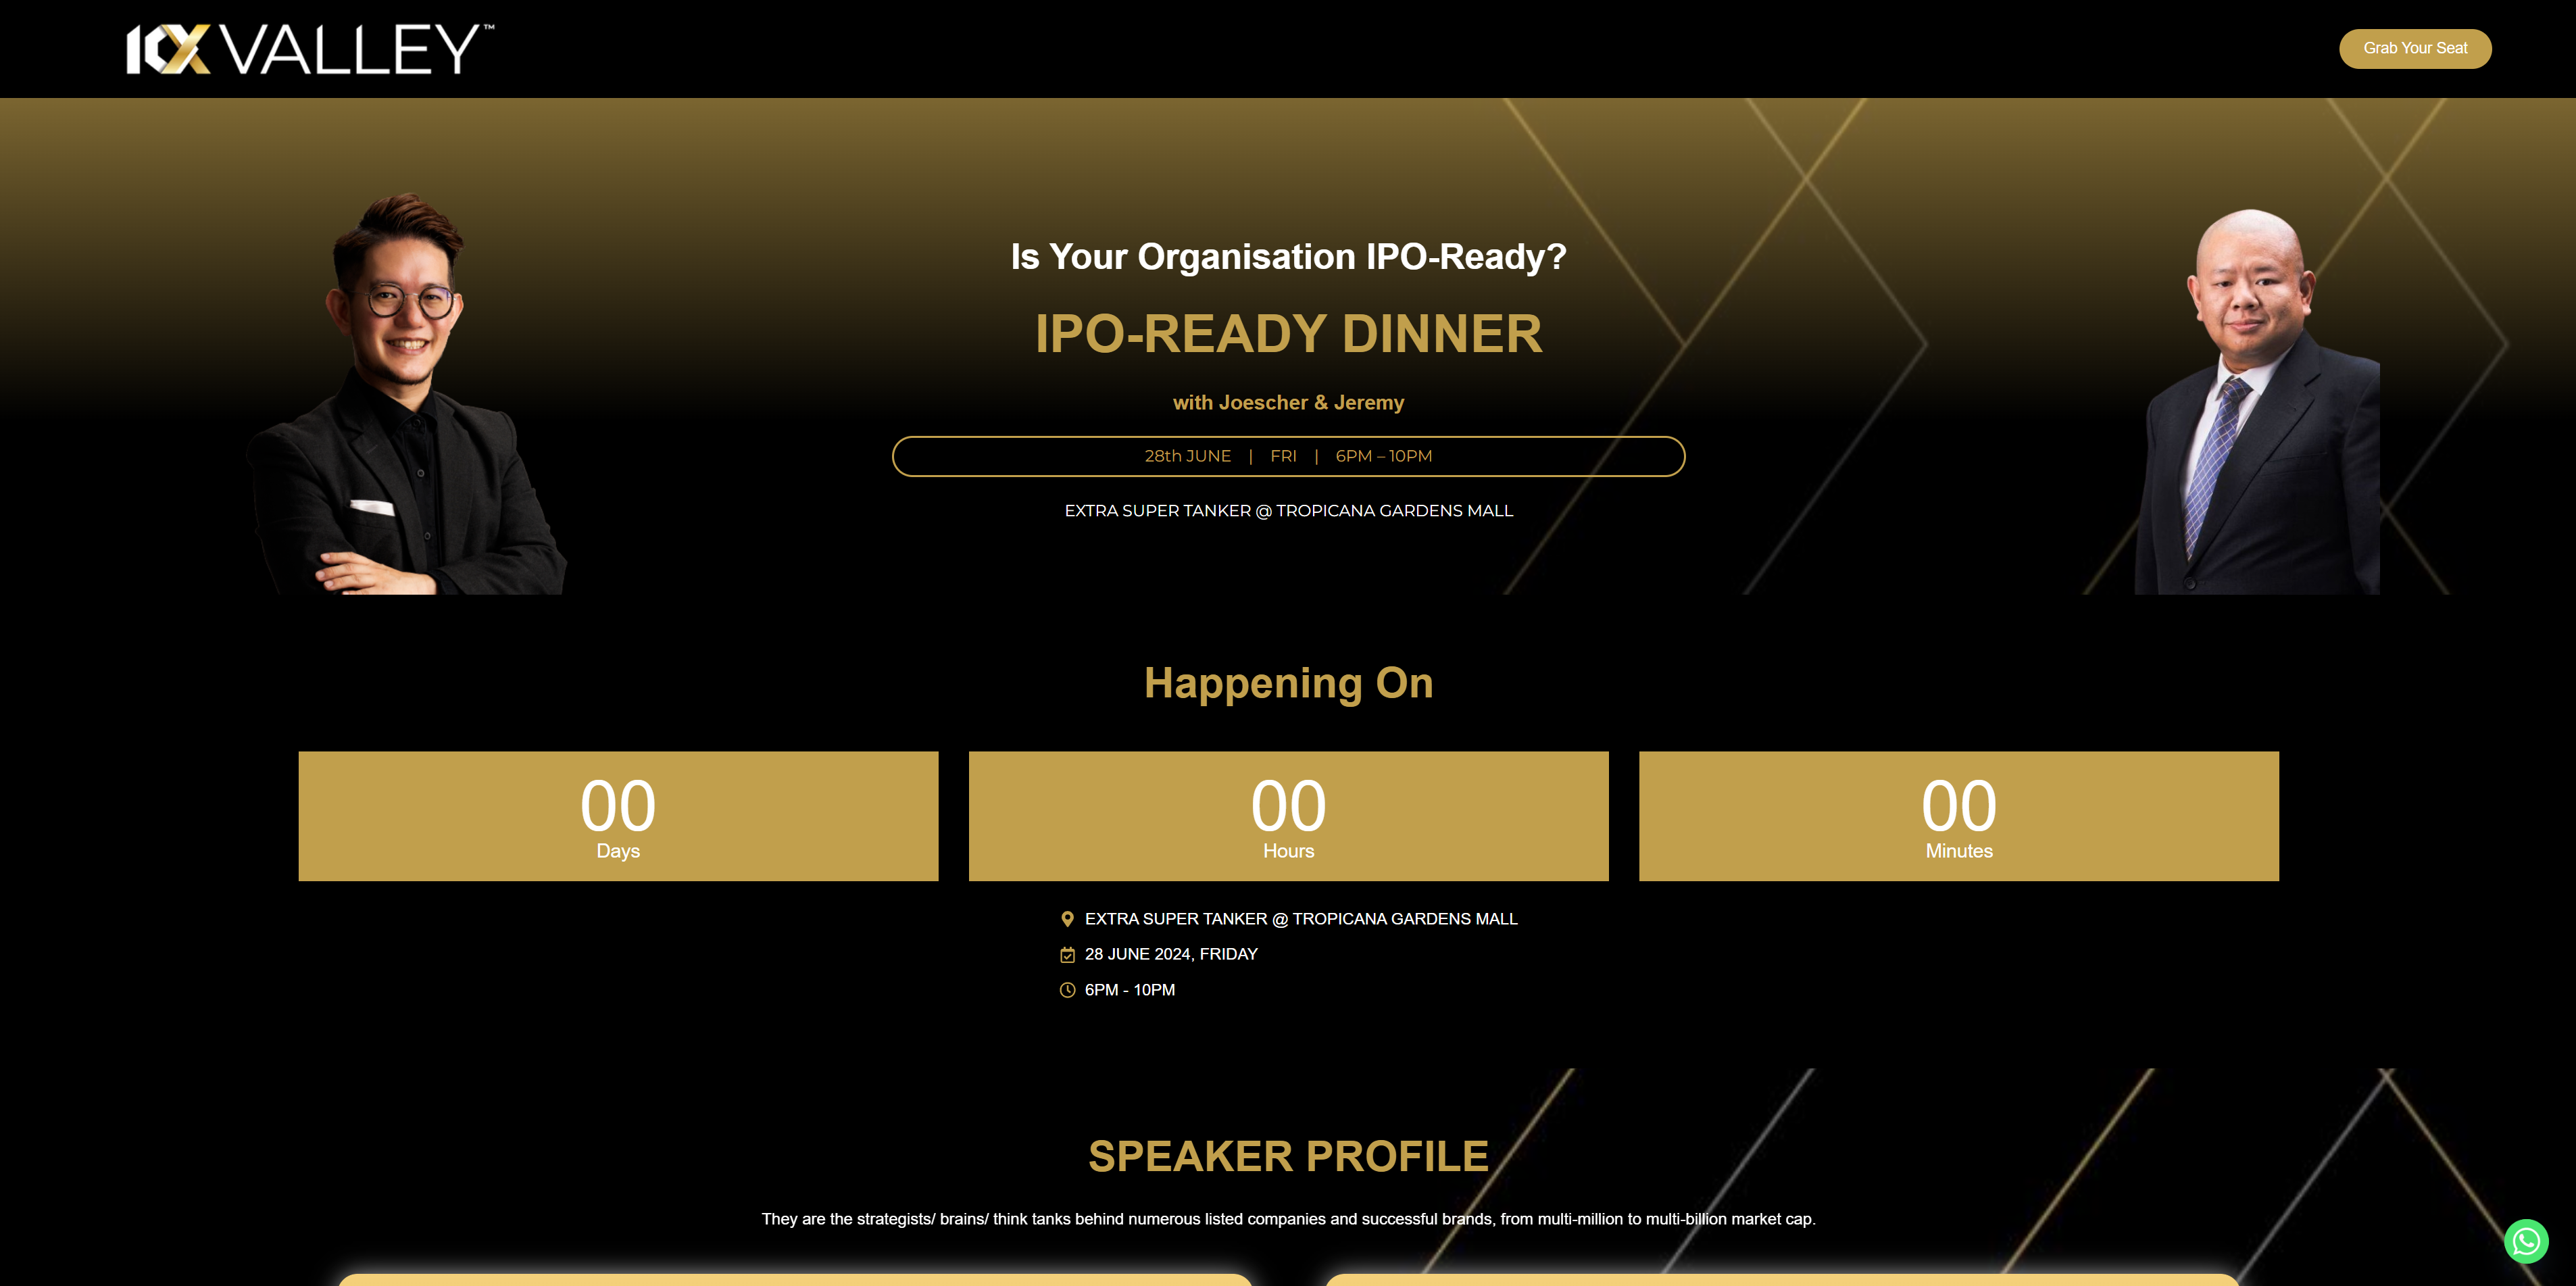 10X VALLEY™
Grab Your Seat
Is Your Organisation IPO-Ready?
IPO-READY DINNER
with Joescher & Jeremy
28th JUNE | FRI | 6PM – 10PM
EXTRA SUPER TANKER @ TROPICANA GARDENS MALL
Happening On
00
Days
00
Hours
00
Minutes
EXTRA SUPER TANKER @ TROPICANA GARDENS MALL
28 JUNE 2024, FRIDAY
6PM - 10PM
SPEAKER PROFILE
They are the strategists/ brains/ think tanks behind numerous listed companies and successful brands, from multi-million to multi-billion market cap.